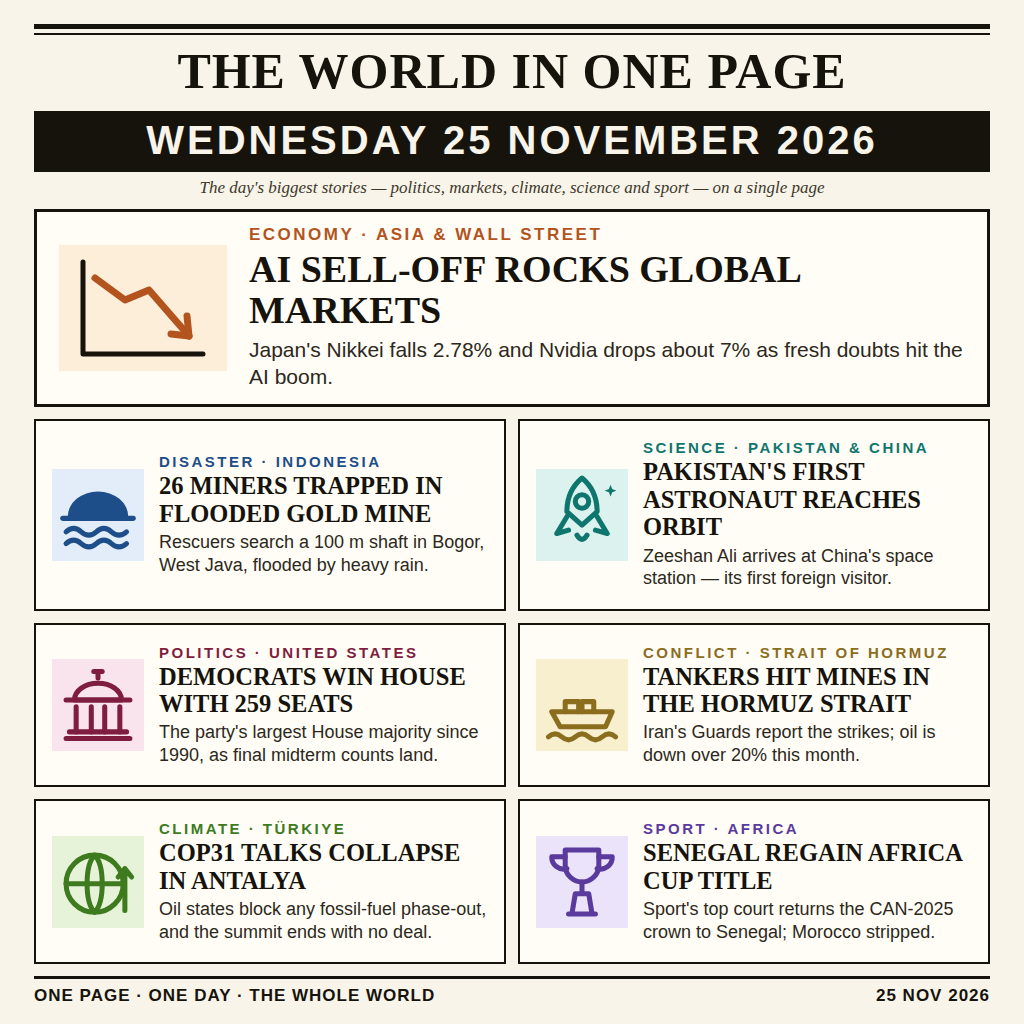 THE WORLD IN ONE PAGE
WEDNESDAY 25 NOVEMBER 2026
The day's biggest stories — politics, markets, climate, science and sport — on a single page
ECONOMY · ASIA & WALL STREET
AI SELL-OFF ROCKS GLOBAL
MARKETS
Japan's Nikkei falls 2.78% and Nvidia drops about 7% as fresh doubts hit the
AI boom.
DISASTER · INDONESIA
26 MINERS TRAPPED IN
FLOODED GOLD MINE
Rescuers search a 100 m shaft in Bogor,
West Java, flooded by heavy rain.
SCIENCE · PAKISTAN & CHINA
PAKISTAN'S FIRST
ASTRONAUT REACHES
ORBIT
Zeeshan Ali arrives at China's space
station — its first foreign visitor.
POLITICS · UNITED STATES
DEMOCRATS WIN HOUSE
WITH 259 SEATS
The party's largest House majority since
1990, as final midterm counts land.
CONFLICT · STRAIT OF HORMUZ
TANKERS HIT MINES IN
THE HORMUZ STRAIT
Iran's Guards report the strikes; oil is
down over 20% this month.
CLIMATE · TÜRKIYE
COP31 TALKS COLLAPSE
IN ANTALYA
Oil states block any fossil-fuel phase-out,
and the summit ends with no deal.
SPORT · AFRICA
SENEGAL REGAIN AFRICA
CUP TITLE
Sport's top court returns the CAN-2025
crown to Senegal; Morocco stripped.
ONE PAGE · ONE DAY · THE WHOLE WORLD
25 NOV 2026